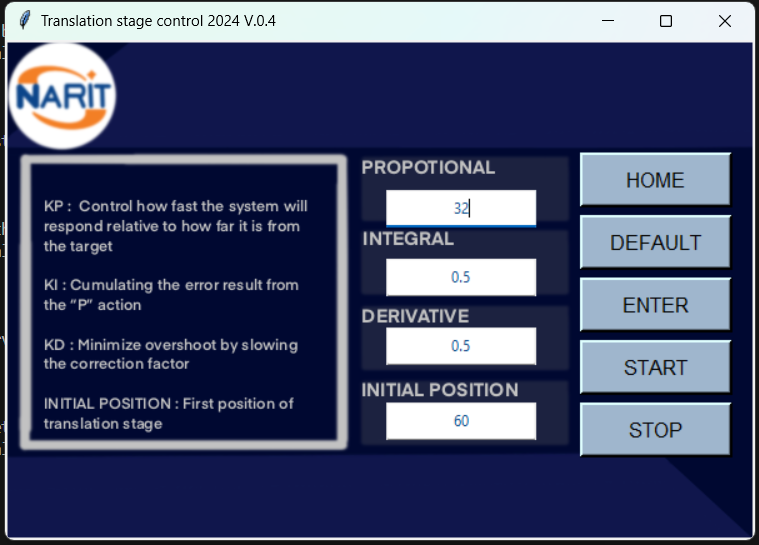 Translation stage control 2024 V.0.4
NARIT
KP : Control how fast the system will
respond relative to how far it is from
the target
KI : Cumulating the error result from
the “P” action
KD : Minimize overshoot by slowing
the correction factor
INITIAL POSITION : First position of
translation stage
PROPOTIONAL
32
INTEGRAL
0.5
DERIVATIVE
0.5
INITIAL POSITION
60
HOME
DEFAULT
ENTER
START
STOP